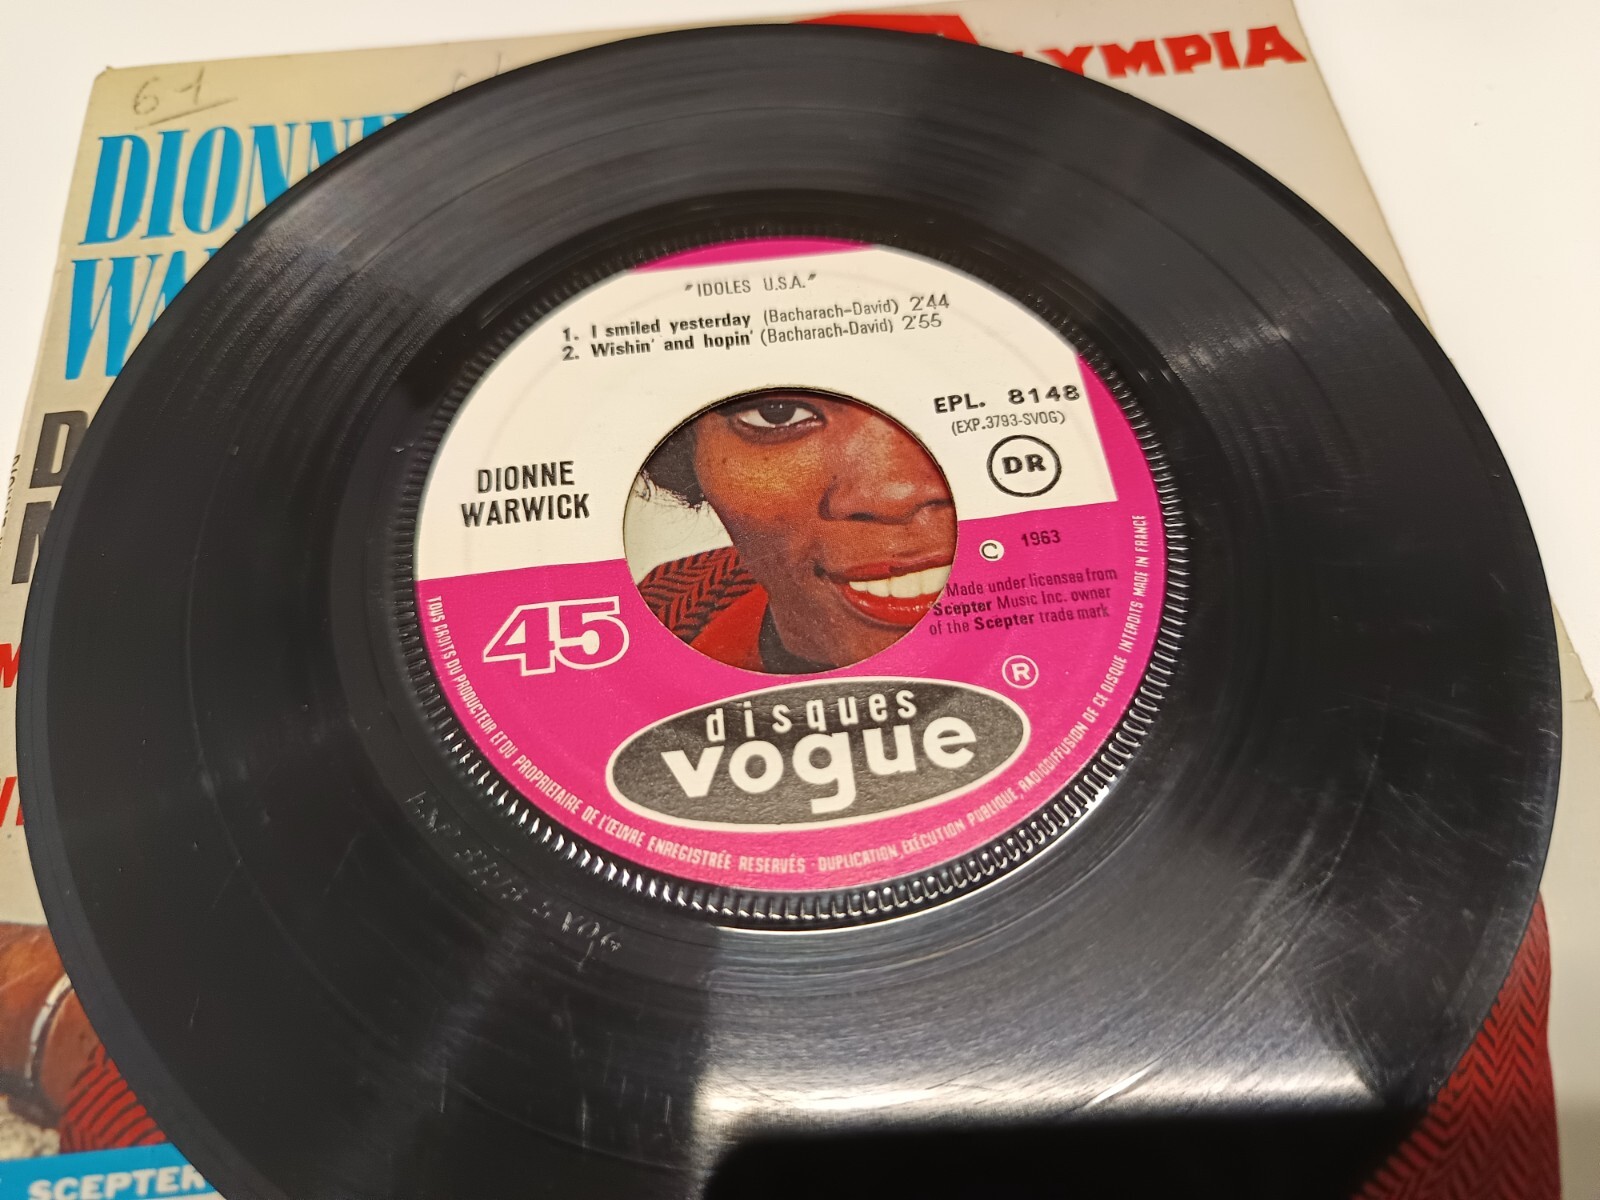 61
OLYMPIA
DIONNE
"IDOLES U.S.A."
1. I smiled yesterday (Bacharach-David) 2'44
2. Wishin' and hopin' (Bacharach-David) 2'55
EPL. 8148
(EXP.3793-SVOG)
DR
DIONNE
WARWICK
© 1963
Made under licensee from
Scepter Music Inc. owner
of the Scepter trade mark
45
®
disques
vogue
TOUS DROITS DU PRODUCTEUR ET DU PROPRIETAIRE DE L'ŒUVRE ENREGISTRÉE RESERVÉS · DUPLICATION, EXÉCUTION PUBLIQUE, RADIODIFFUSION DE CE DISQUE INTERDITS MADE IN FRANCE
SCEPTER